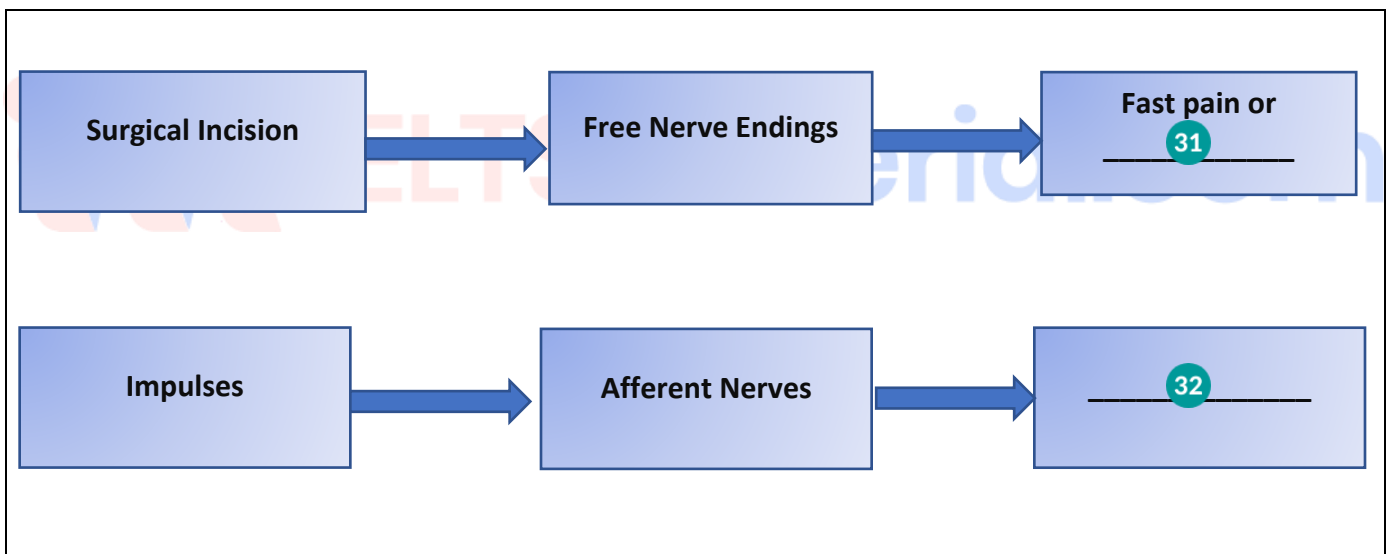 Surgical Incision
Free Nerve Endings
Fast pain or
31
Impulses
Afferent Nerves
32